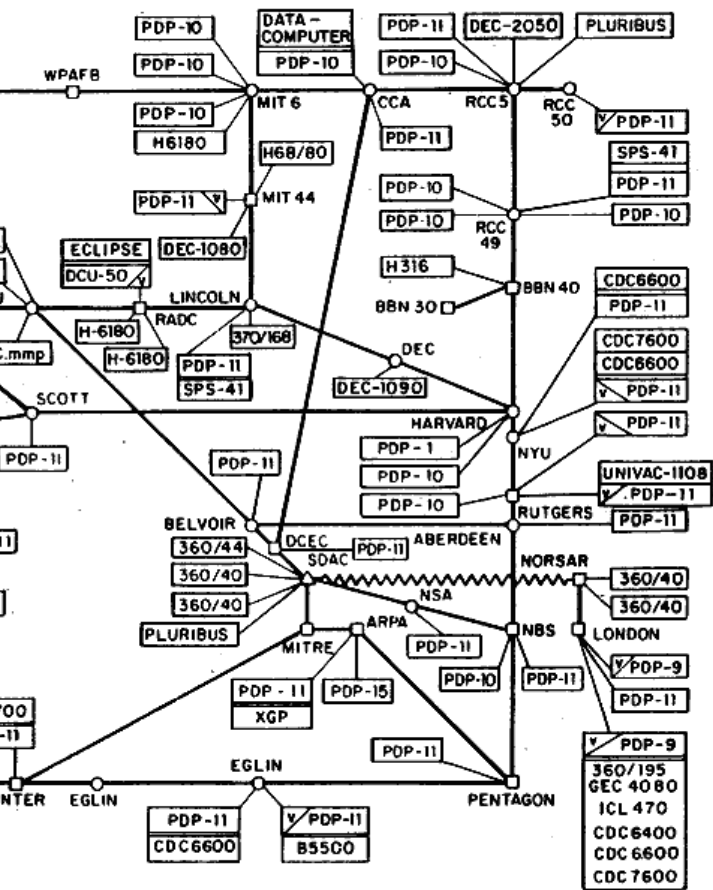 PDP-10
DATA-
COMPUTER
PDP-10
PDP-11
DEC-2050
PLURIBUS
WPAFB
PDP-10
PDP-10
MIT 6
CCA
RCC 5
RCC
50
PDP-10
H6180
PDP-11
V PDP-11
H68/80
SPS-41
PDP-11
PDP-11 V
MIT 44
PDP-10
PDP-10
RCC
49
PDP-10
ECLIPSE
DCU-50 V
DEC-1080
H316
BBN 40
BBN 30
CDC6600
PDP-11
LINCOLN
RADC
H-6180
H-6180
370/168
DEC
CDC7600
CDC6600
V PDP-11
C.mmp
PDP-11
SPS-41
DEC-1090
SCOTT
HARVARD
V PDP-11
PDP-11
PDP-1
NYU
PDP-11
PDP-10
UNIVAC-1108
V PDP-11
PDP-10
RUTGERS
BELVOIR
ABERDEEN
PDP-11
360/44
DCEC
PDP-11
SDAC
NORSAR
360/40
360/40
360/40
NSA
360/40
PLURIBUS
ARPA
PDP-11
NBS
LONDON
MITRE
PDP-10
PDP-11
V PDP-9
PDP-11
PDP-11
XGP
PDP-15
00
-11
PDP-11
V PDP-9
360/195
GEC 4080
ICL 470
CDC6400
CDC6600
CDC7600
NTER
EGLIN
EGLIN
PENTAGON
PDP-11
CDC6600
V PDP-11
B5500